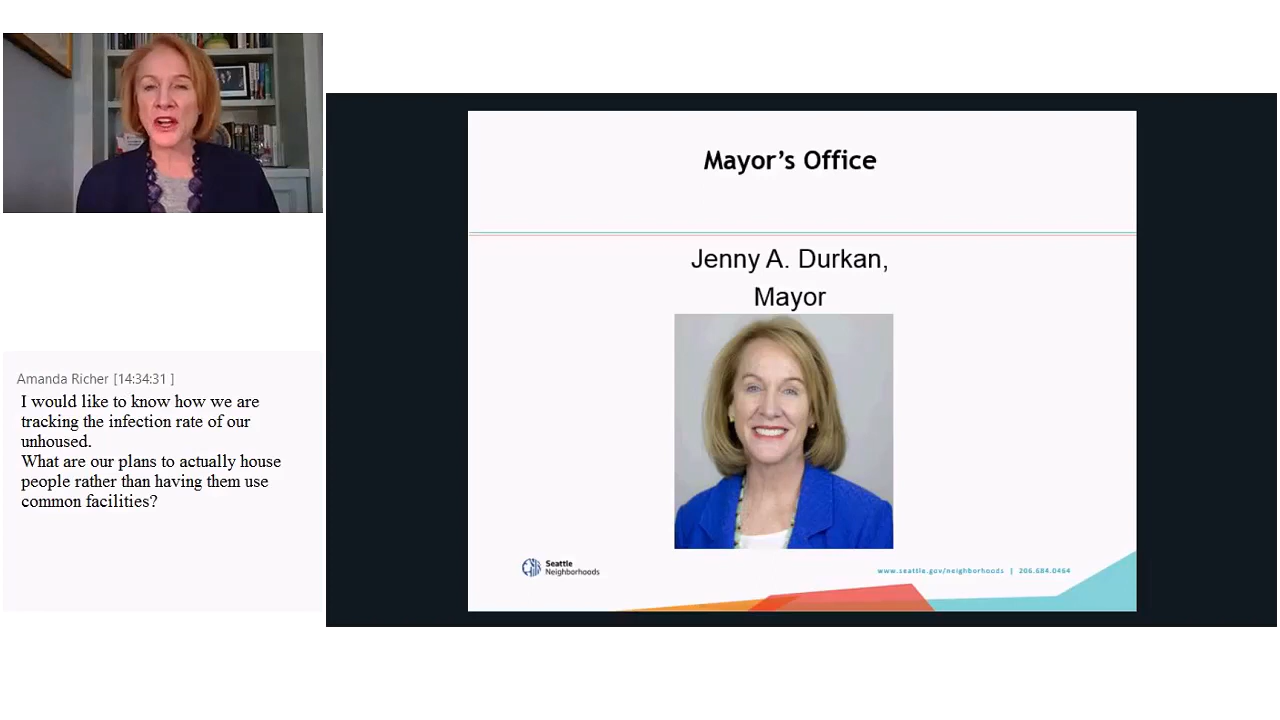 Mayor's Office
Jenny A. Durkan,
Mayor
Seattle
Neighborhoods
www.seattle.gov/neighborhoods | 206.684.0464
Amanda Richer [14:34:31 ]
I would like to know how we are
tracking the infection rate of our
unhoused.
What are our plans to actually house
people rather than having them use
common facilities?